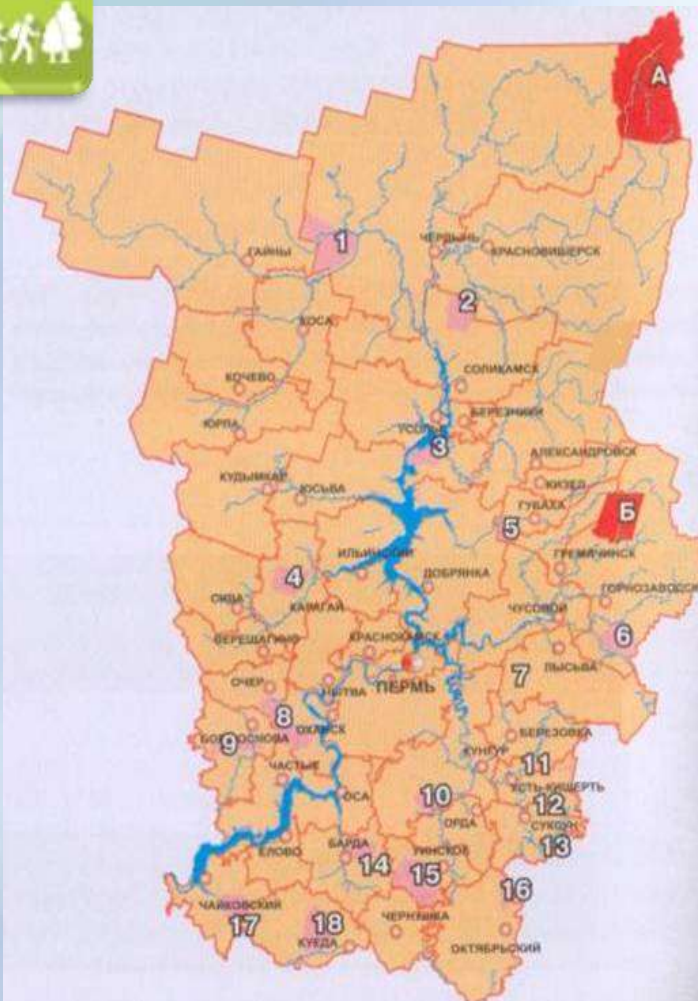 А
1
ГАЙНЫ
ЧЕРДЫНЬ
КРАСНОВИШЕРСК
2
КОСА
СОЛИКАМСК
КОЧЕВО
БЕРЕЗНИКИ
УСОЛЬЕ
ЮРЛА
3
АЛЕКСАНДРОВСК
КУДЫМКАР
КИЗЕЛ
ЮСЬВА
ГУБАХА
Б
5
ИЛЬИНСКИЙ
ГРЕМЯЧИНСК
4
ДОБРЯНКА
ГОРНОЗАВОДСК
СИВА
КАРАГАЙ
ЧУСОВОЙ
6
ВЕРЕЩАГИНО
КРАСНОКАМСК
ЛЫСЬВА
7
ОЧЕР
НЫТВА
ПЕРМЬ
8
ОХАНСК
БЕРЕЗОВКА
9
КУНГУР
ЧАСТЫЕ
11
УСТЬ-КИШЕРТЬ
ОСА
10
12
ОРДА
СУКСУН
ЕЛОВО
БАРДА
УИНСКОЕ
13
14
15
16
ЧАЙКОВСКИЙ
17
18
ЧЕРНУШКА
КУЕДА
ОКТЯБРЬСКИЙ